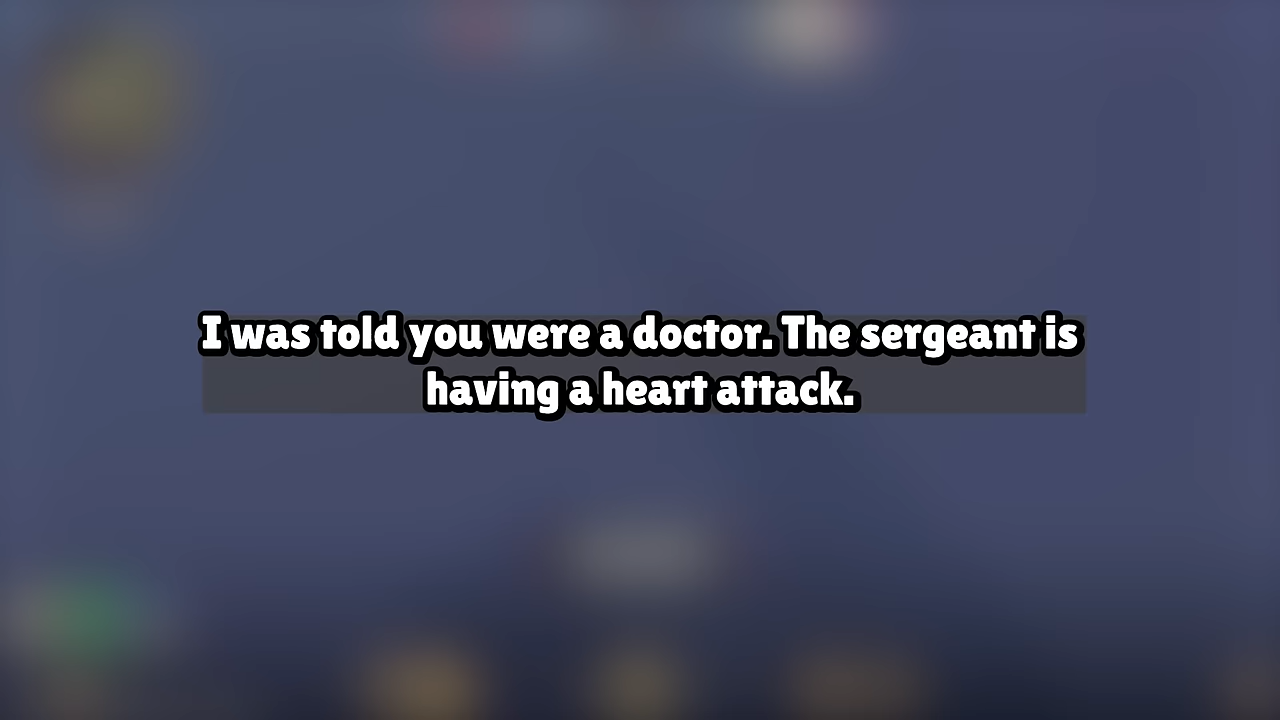 I was told you were a doctor. The sergeant is
having a heart attack.